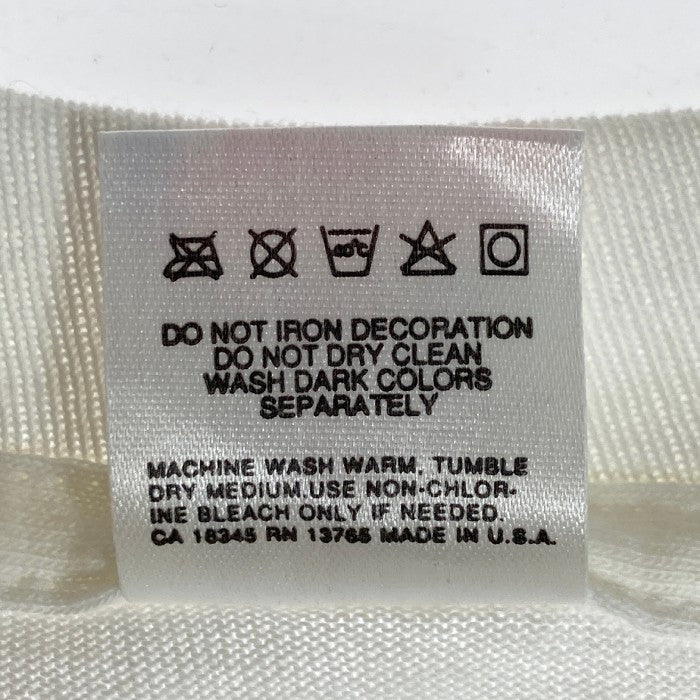 40°C
DO NOT IRON DECORATION
DO NOT DRY CLEAN
WASH DARK COLORS
SEPARATELY
MACHINE WASH WARM, TUMBLE
DRY MEDIUM.USE NON-CHLOR-
INE BLEACH ONLY IF NEEDED.
CA 18345 RN 13765 MADE IN U.S.A.